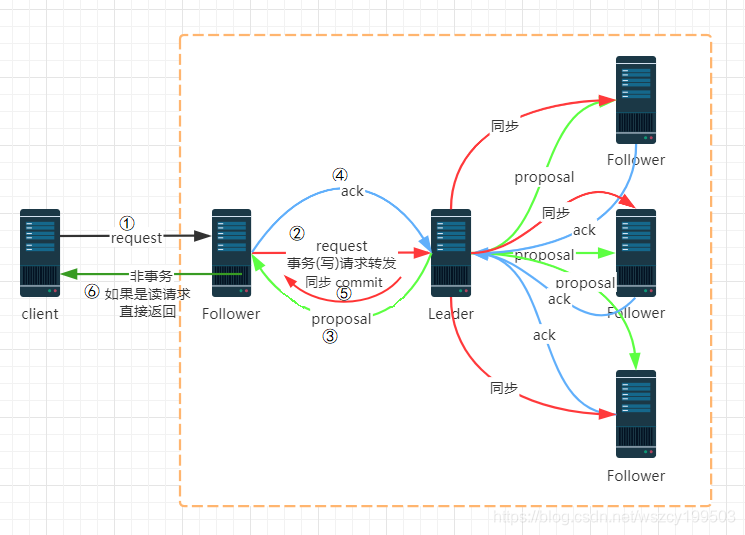 ①
request
client
⑥
非事务
如果是读请求
直接返回
Follower
④
ack
②
request
事务(写)请求转发
同步 commit
⑤
proposal
③
Leader
同步
proposal
Follower
同步
ack
proposal
proposal
ack
Follower
ack
同步
Follower
https://blog.csdn.net/wszcy199503